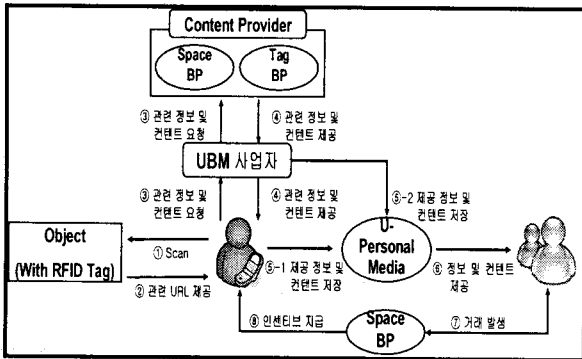 Content Provider
Space
BP
Tag
BP
③ 관련 정보 및
컨텐트 요청
④ 관련 정보 및
컨텐트 제공
UBM 사업자
③ 관련 정보 및
컨텐트 요청
④ 관련 정보 및
컨텐트 제공
⑤-2 제공 정보 및
컨텐트 저장
Object
(With RFID Tag)
① Scan
② 관련 URL 제공
⑤-1 제공 정보 및
컨텐트 저장
U-
Personal
Media
⑥ 정보 및 컨텐트
제공
⑧ 인센티브 지급
Space
BP
⑦ 거래 발생